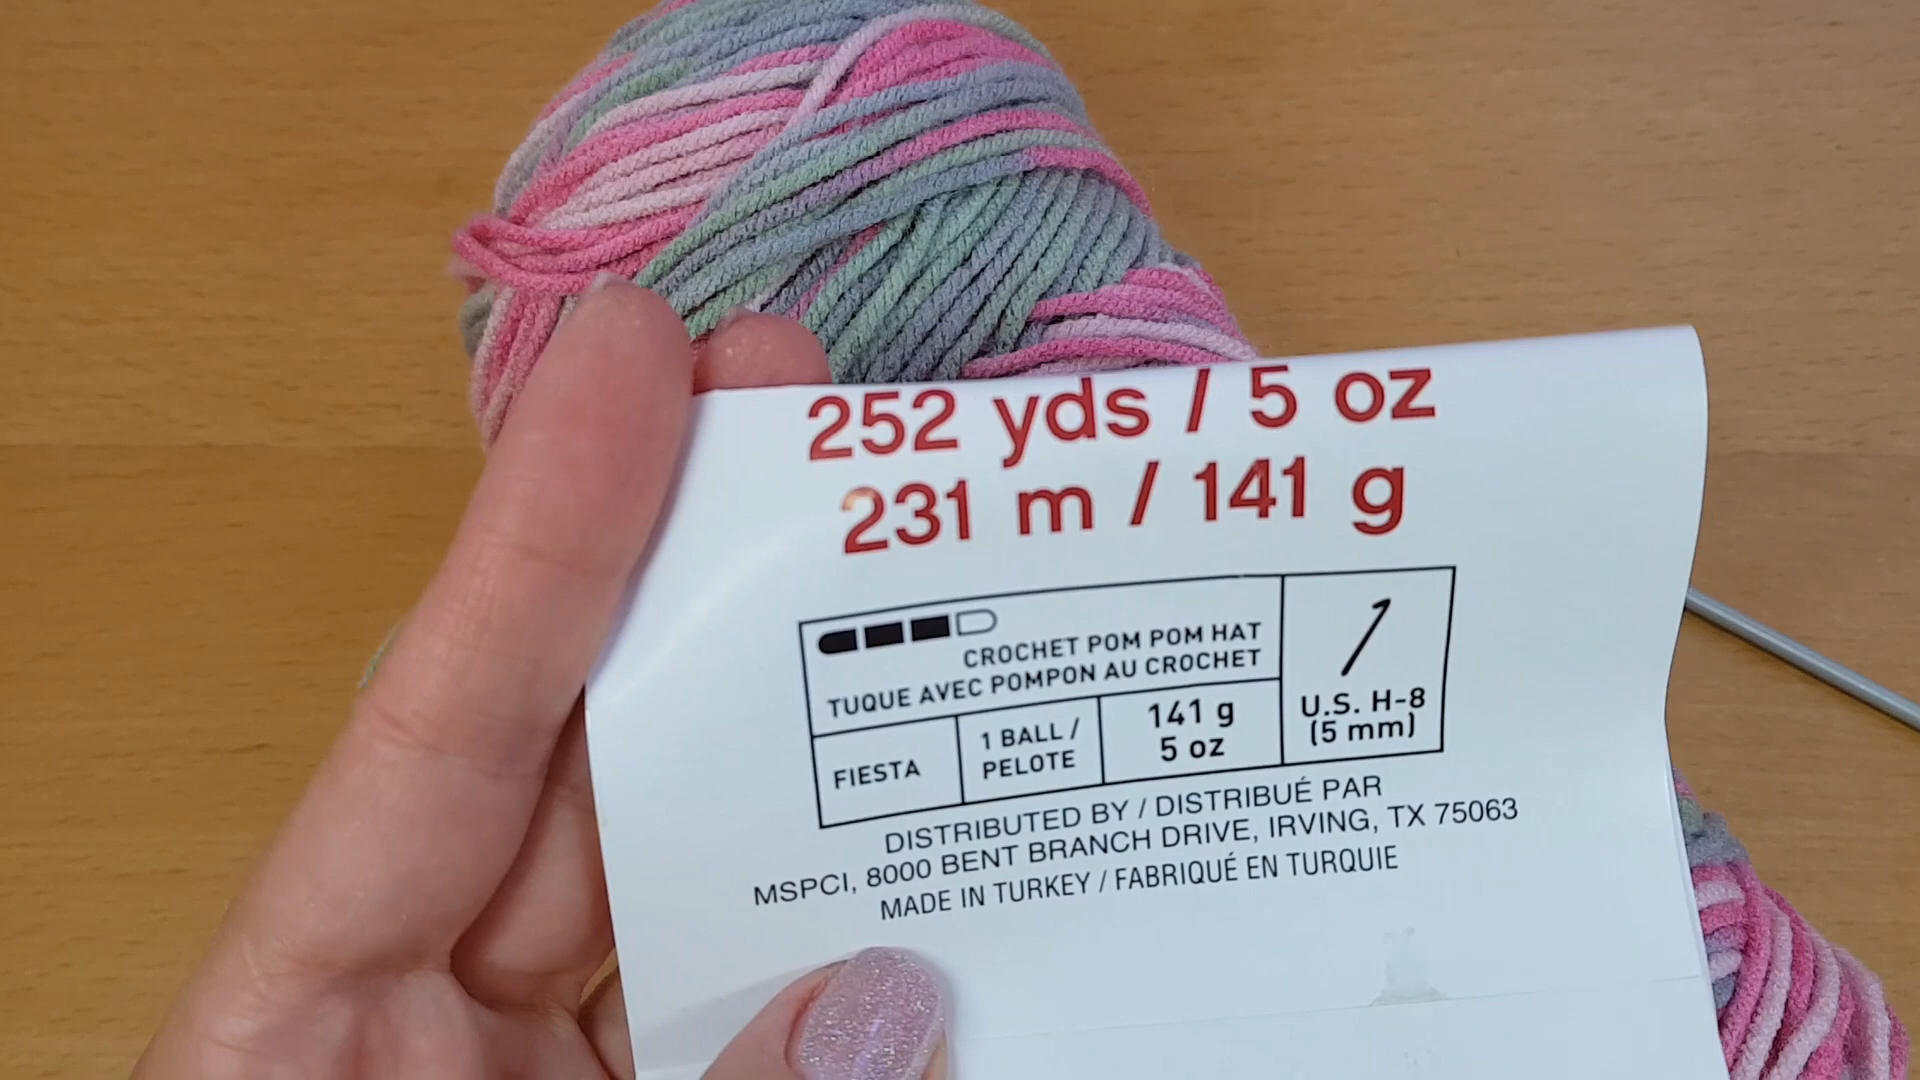 252 yds / 5 oz
231 m / 141 g
CROCHET POM POM HAT
TUQUE AVEC POMPON AU CROCHET
FIESTA
1 BALL /
PELOTE
141 g
5 oz
U.S. H-8
(5 mm)
DISTRIBUTED BY / DISTRIBUÉ PAR
MSPCI, 8000 BENT BRANCH DRIVE, IRVING, TX 75063
MADE IN TURKEY / FABRIQUÉ EN TURQUIE